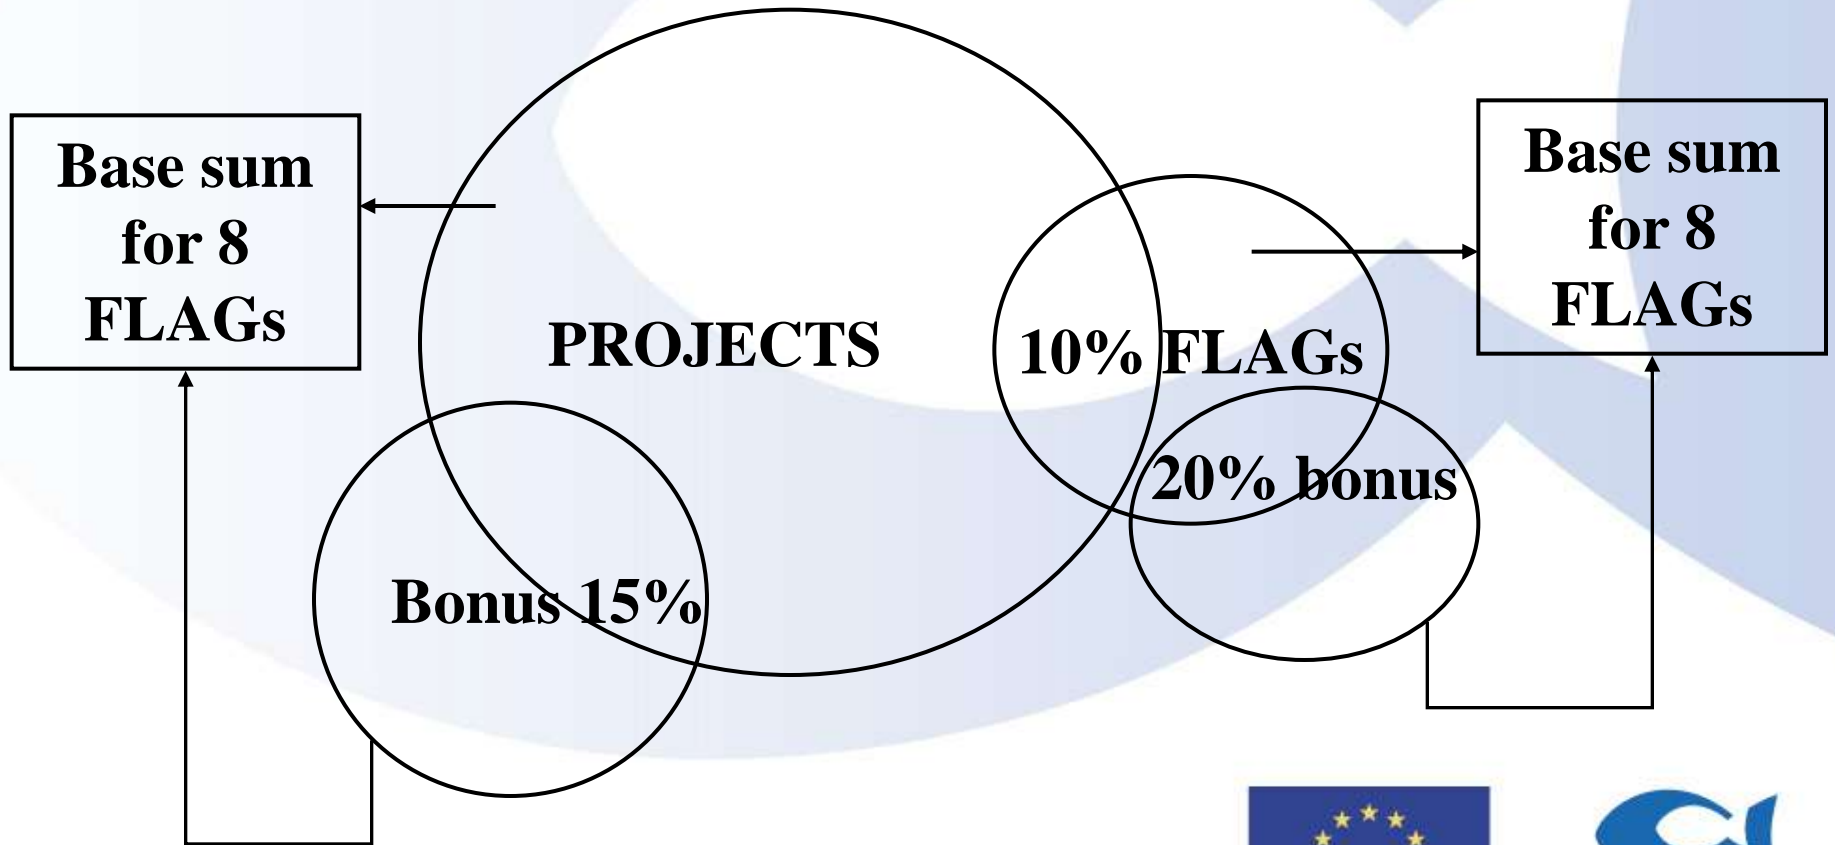 Base sum
for 8
FLAGs
PROJECTS
10% FLAGs
Base sum
for 8
FLAGs
20% bonus
Bonus 15%